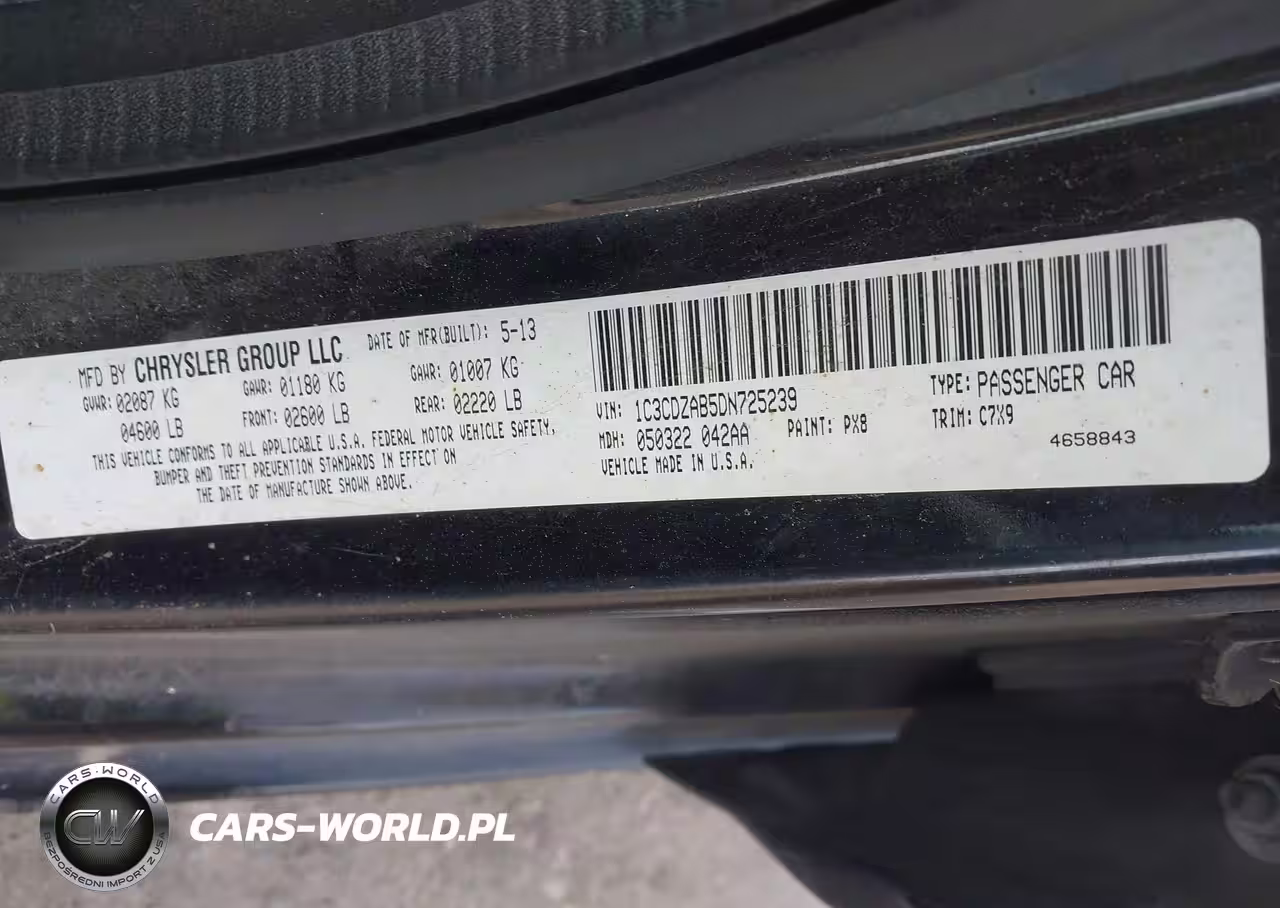 MFD BY CHRYSLER GROUP LLC DATE OF MFR(BUILT): 5-13
GVWR: 02087 KG GAWR: 01180 KG GAWR: 01007 KG
04600 LB FRONT: 02600 LB REAR: 02220 LB
THIS VEHICLE CONFORMS TO ALL APPLICABLE U.S.A. FEDERAL MOTOR VEHICLE SAFETY,
BUMPER AND THEFT PREVENTION STANDARDS IN EFFECT ON
THE DATE OF MANUFACTURE SHOWN ABOVE.
VIN: 1C3CDZAB5DN725239 TYPE: PASSENGER CAR
MDH: 050322 042AA PAINT: PX8 TRIM: C7X9
VEHICLE MADE IN U.S.A. 4658843
CARS-WORLD
CW
BEZPOŚREDNI IMPORT Z USA
CARS-WORLD.PL